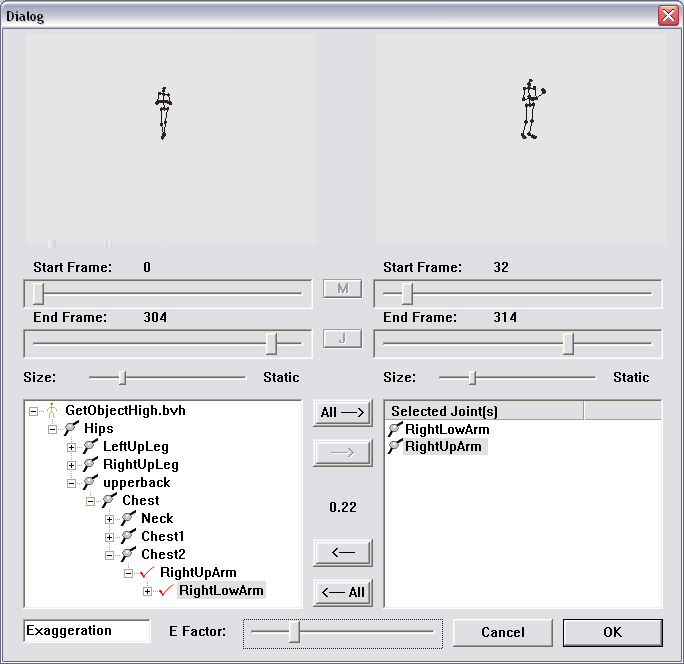 Dialog
Start Frame: 0
Start Frame: 32
M
End Frame: 304
End Frame: 314
J
Size: Static
Size: Static
GetObjectHigh.bvh
Hips
LeftUpLeg
RightUpLeg
upperback
Chest
Neck
Chest1
Chest2
RightUpArm
RightLowArm
All —>
—>
0.22
<—
<— All
Selected Joint(s)
RightLowArm
RightUpArm
Exaggeration
E Factor:
Cancel
OK